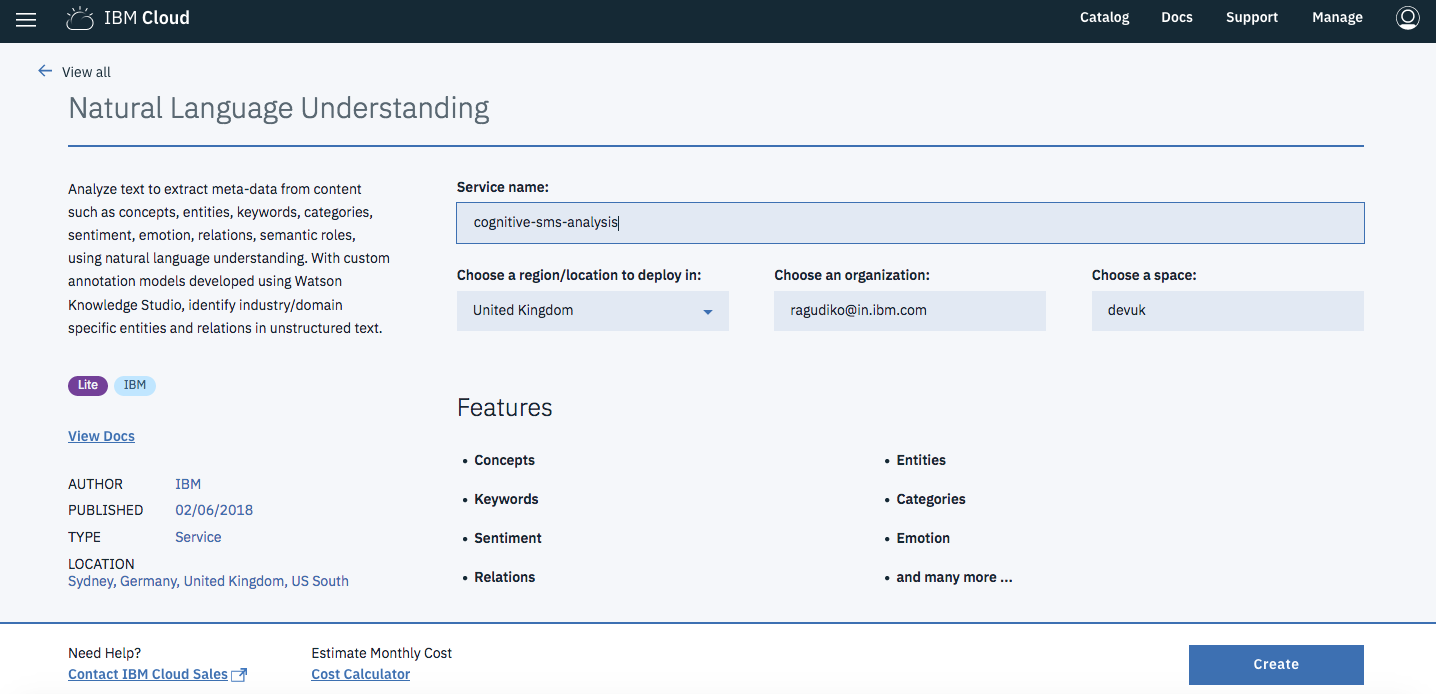 IBM Cloud
Catalog
Docs
Support
Manage
View all
Natural Language Understanding
Analyze text to extract meta-data from content
such as concepts, entities, keywords, categories,
sentiment, emotion, relations, semantic roles,
using natural language understanding. With custom
annotation models developed using Watson
Knowledge Studio, identify industry/domain
specific entities and relations in unstructured text.
Lite
IBM
View Docs
AUTHOR IBM
PUBLISHED 02/06/2018
TYPE Service
LOCATION
Sydney, Germany, United Kingdom, US South
Service name:
cognitive-sms-analysis
Choose a region/location to deploy in:
United Kingdom
Choose an organization:
ragudiko@in.ibm.com
Choose a space:
devuk
Features
• Concepts
• Entities
• Keywords
• Categories
• Sentiment
• Emotion
• Relations
• and many more ...
Need Help?
Contact IBM Cloud Sales
Estimate Monthly Cost
Cost Calculator
Create